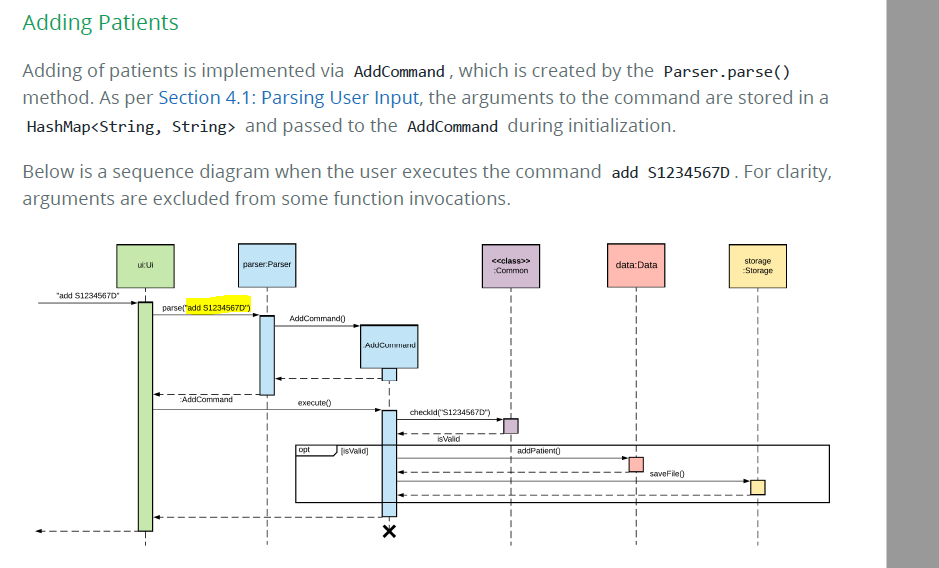 Adding Patients
Adding of patients is implemented via AddCommand, which is created by the Parser.parse()
method. As per Section 4.1: Parsing User Input, the arguments to the command are stored in a
HashMap<String, String> and passed to the AddCommand during initialization.
Below is a sequence diagram when the user executes the command add S1234567D. For clarity,
arguments are excluded from some function invocations.
ui:Ui
parser:Parser
<<class>>
:Common
data:Data
storage
:Storage
"add S1234567D"
parse("add S1234567D")
AddCommand()
:AddCommand
:AddCommand
execute()
checkId("S1234567D")
isValid
opt
[isValid]
addPatient()
saveFile()